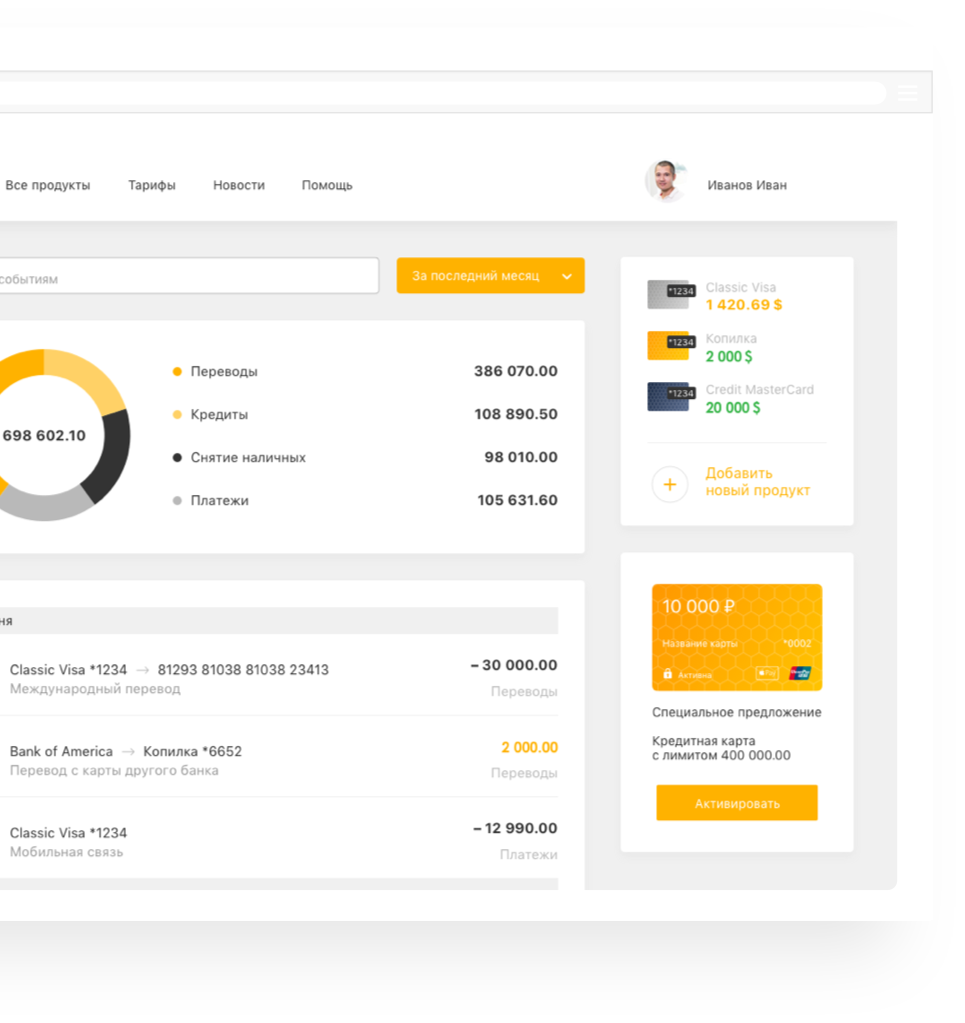 Все продукты Тарифы Новости Помощь
Иванов Иван
событиям
За последний месяц
698 602.10
Переводы 386 070.00
Кредиты 108 890.50
Снятие наличных 98 010.00
Платежи 105 631.60
ня
Classic Visa *1234 → 81293 81038 81038 23413 – 30 000.00
Международный перевод Переводы
Bank of America → Копилка *6652 2 000.00
Перевод с карты другого банка Переводы
Classic Visa *1234 – 12 990.00
Мобильная связь Платежи
*1234 Classic Visa
1 420.69 $
*1234 Копилка
2 000 $
*1234 Credit MasterCard
20 000 $
+ Добавить
новый продукт
10 000 ₽
Название карты *0002
Активна Pay
Специальное предложение
Кредитная карта
с лимитом 400 000.00
Активировать